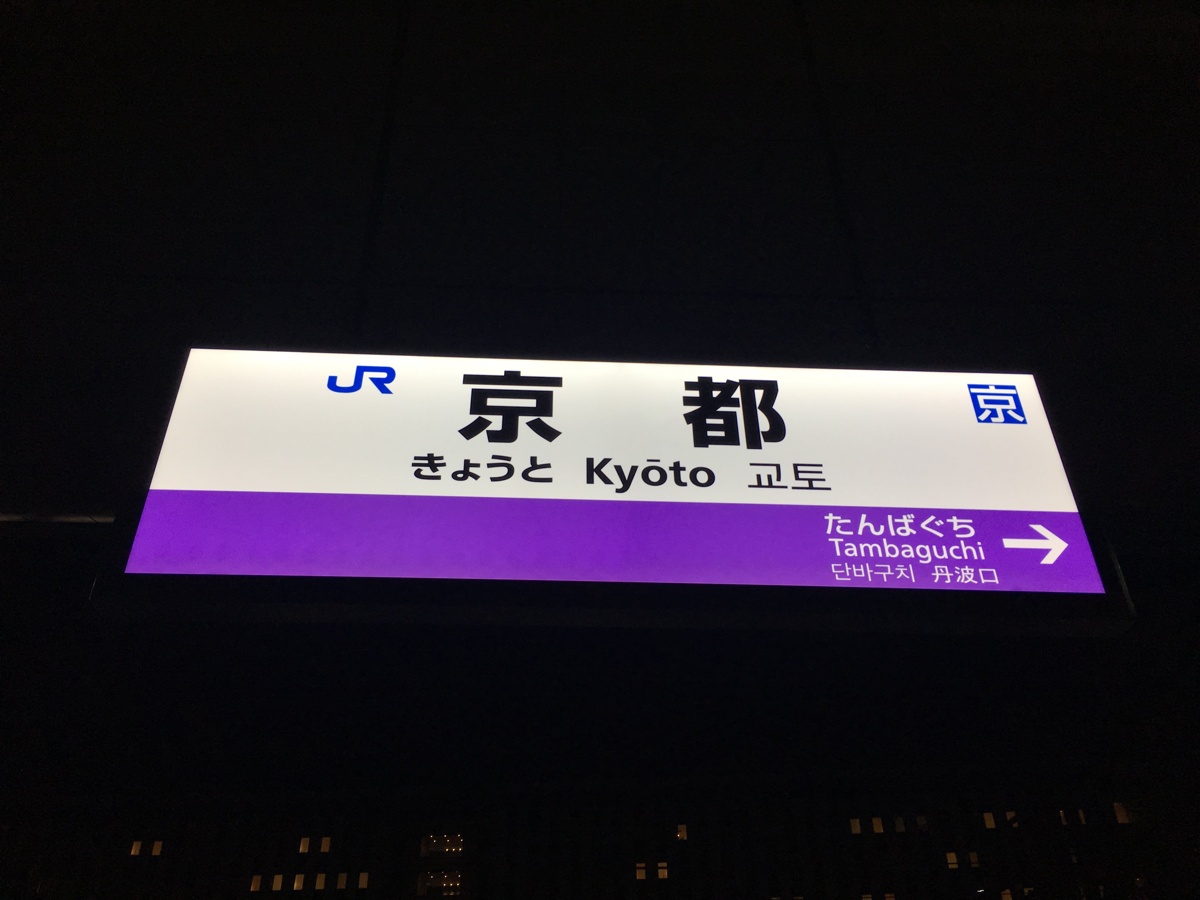 JR 京都 京
きょうと Kyōto 교토
たんばぐち
Tambaguchi
단바구치 丹波口